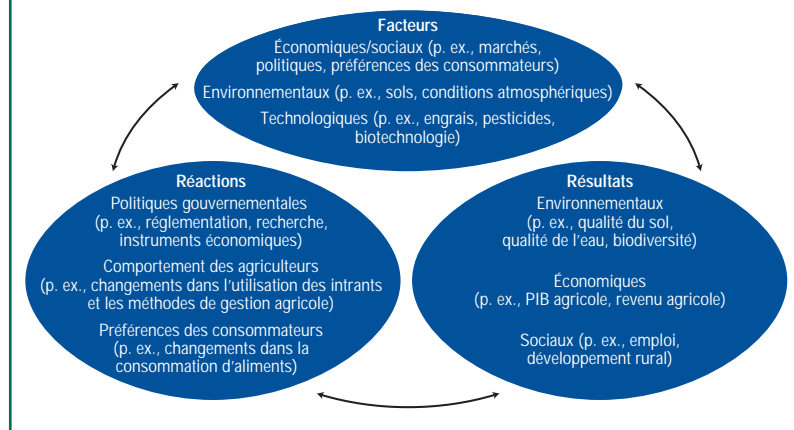 Facteurs
Économiques/sociaux (p. ex., marchés,
politiques, préférences des consommateurs)
Environnementaux (p. ex., sols, conditions atmosphériques)
Technologiques (p. ex., engrais, pesticides,
biotechnologie)
Réactions
Politiques gouvernementales
(p. ex., réglementation, recherche,
instruments économiques)
Comportement des agriculteurs
(p. ex., changements dans l'utilisation des intrants
et les méthodes de gestion agricole)
Préférences des consommateurs
(p. ex., changements dans la
consommation d'aliments)
Résultats
Environnementaux
(p. ex., qualité du sol,
qualité de l'eau, biodiversité)
Économiques
(p. ex., PIB agricole, revenu agricole)
Sociaux (p. ex., emploi,
développement rural)